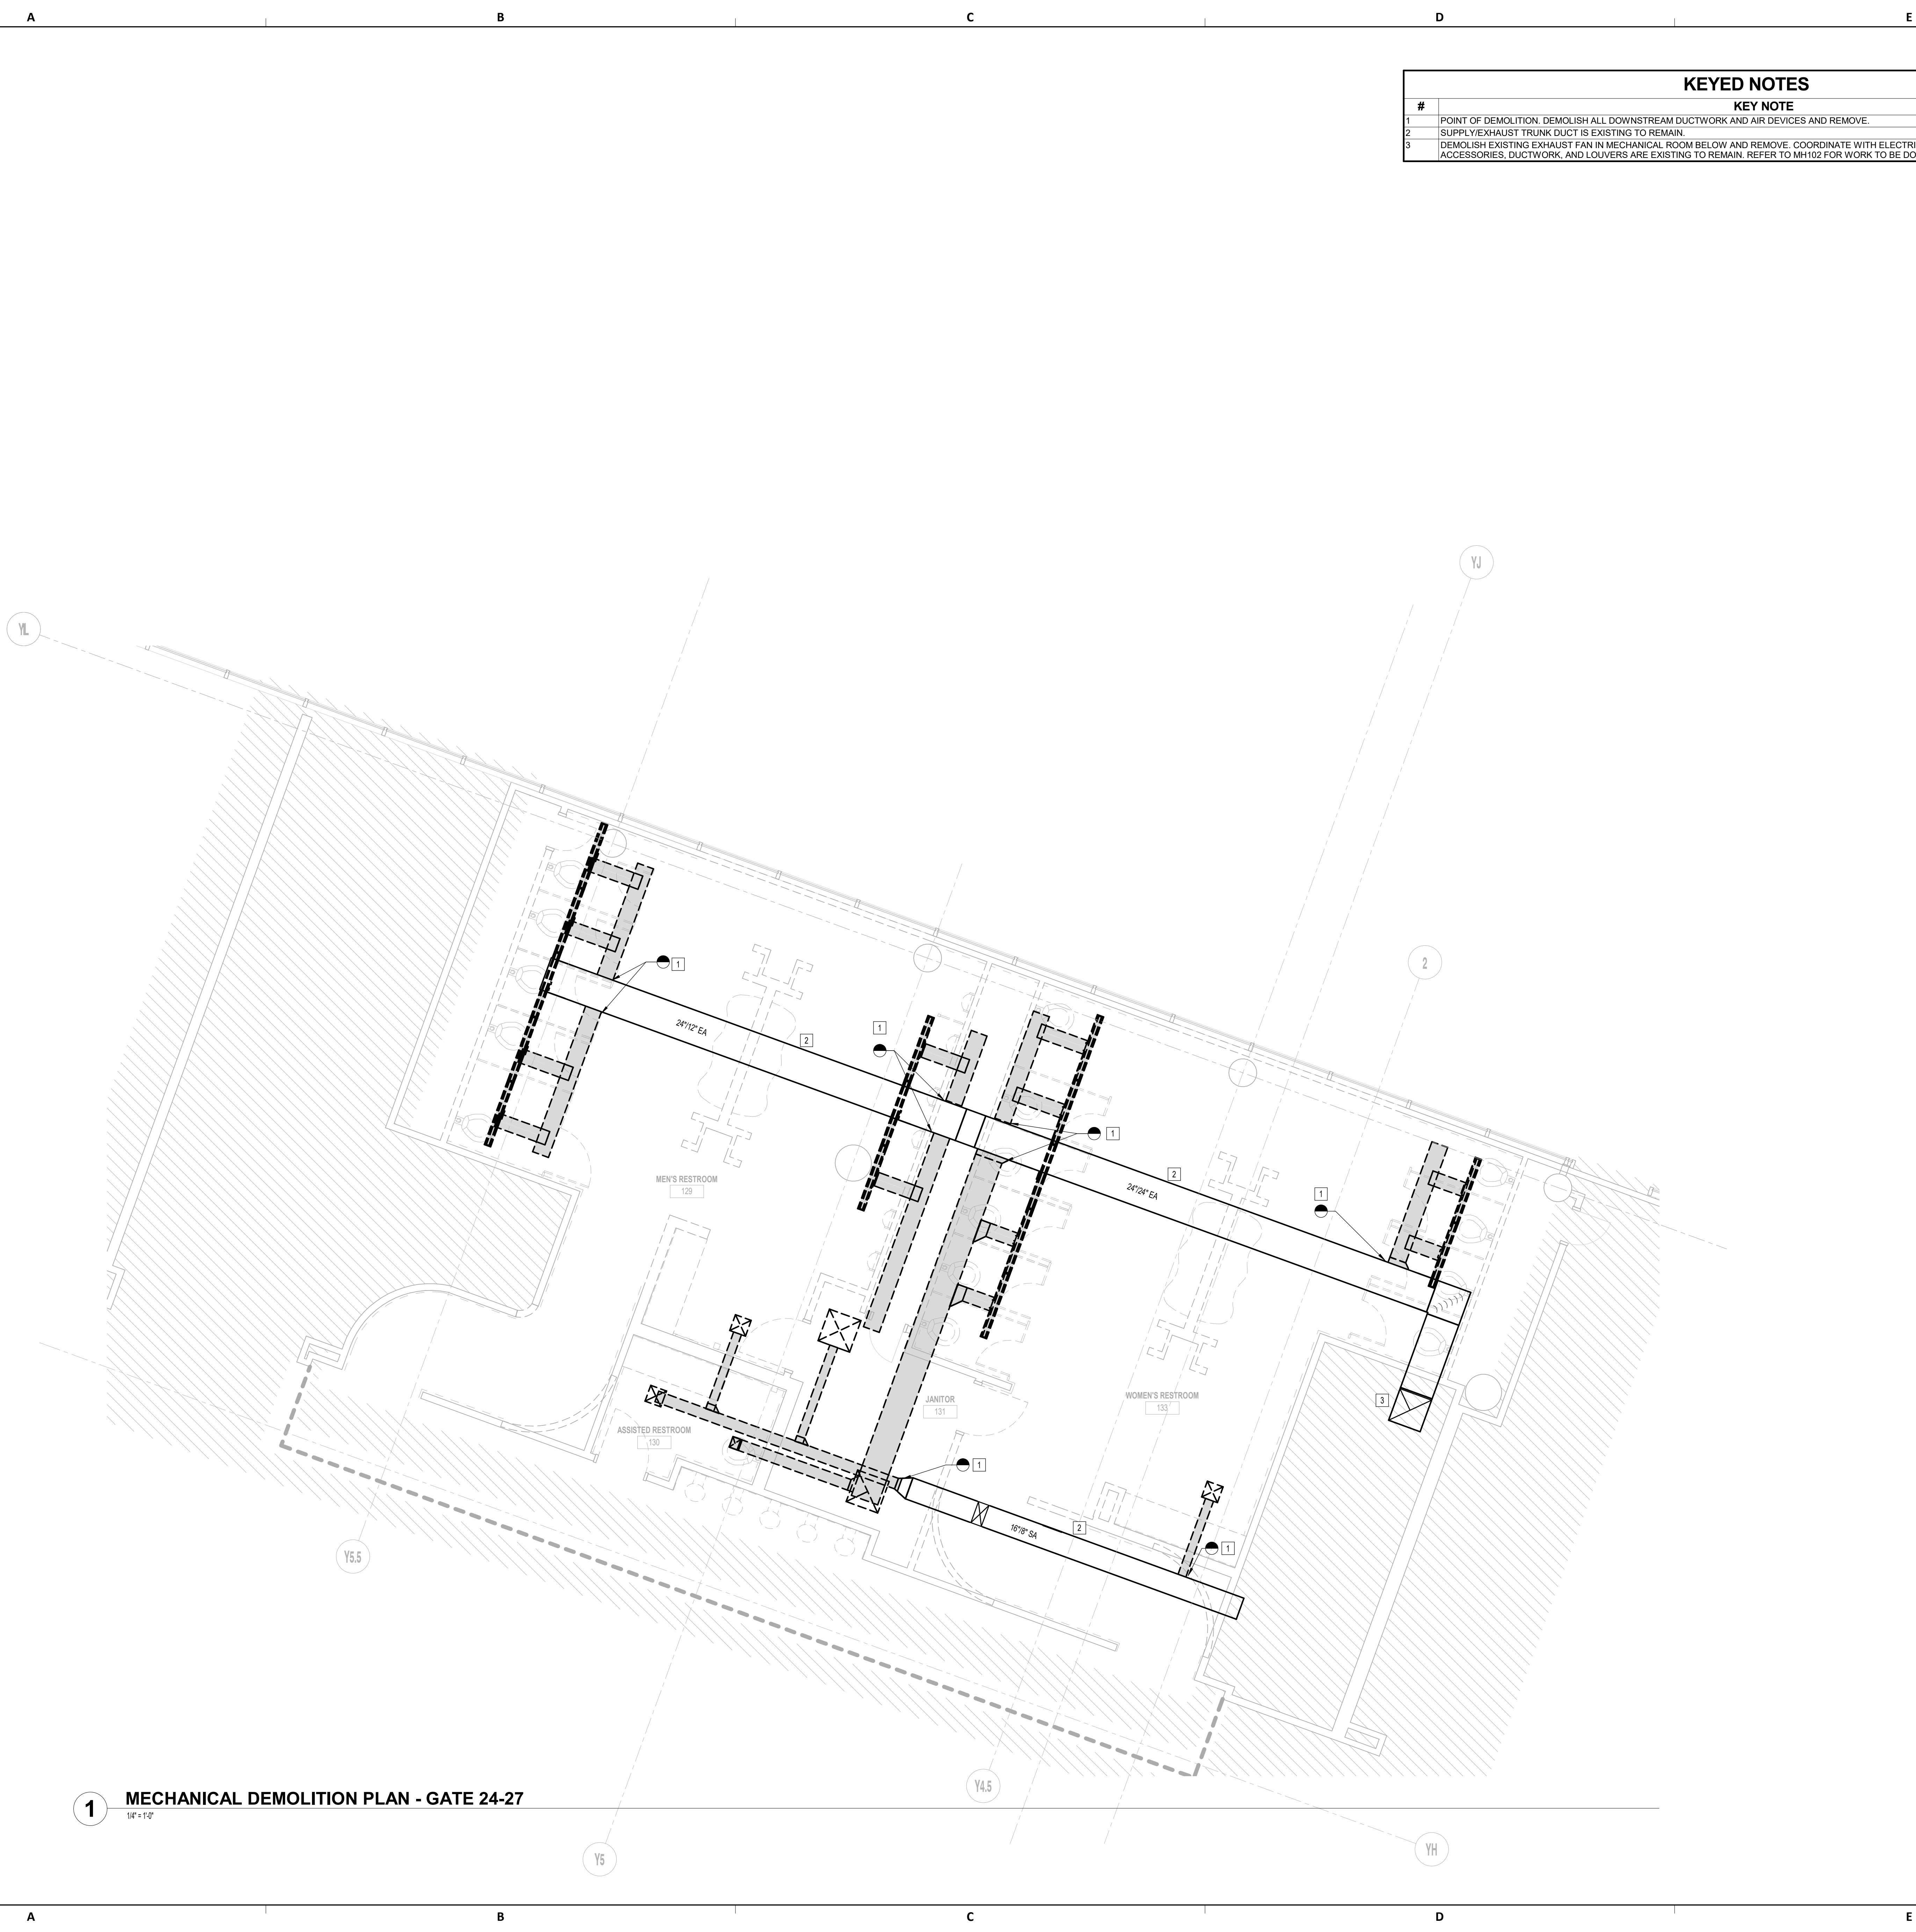 A B C D E
KEYED NOTES
# KEY NOTE
1 POINT OF DEMOLITION. DEMOLISH ALL DOWNSTREAM DUCTWORK AND AIR DEVICES AND REMOVE.
2 SUPPLY/EXHAUST TRUNK DUCT IS EXISTING TO REMAIN.
3 DEMOLISH EXISTING EXHAUST FAN IN MECHANICAL ROOM BELOW AND REMOVE. COORDINATE WITH ELECTRI
ACCESSORIES, DUCTWORK, AND LOUVERS ARE EXISTING TO REMAIN. REFER TO MH102 FOR WORK TO BE DO
YJ
YL
2
1
24"/12" EA
2
1
1
24"/24" EA
2
1
MEN'S RESTROOM
129
JANITOR
131
WOMEN'S RESTROOM
133
3
ASSISTED RESTROOM
130
1
16"/8" SA
2
1
Y5.5
Y4.5
YH
Y5
1 MECHANICAL DEMOLITION PLAN - GATE 24-27
1/4" = 1'-0"
A B C D E